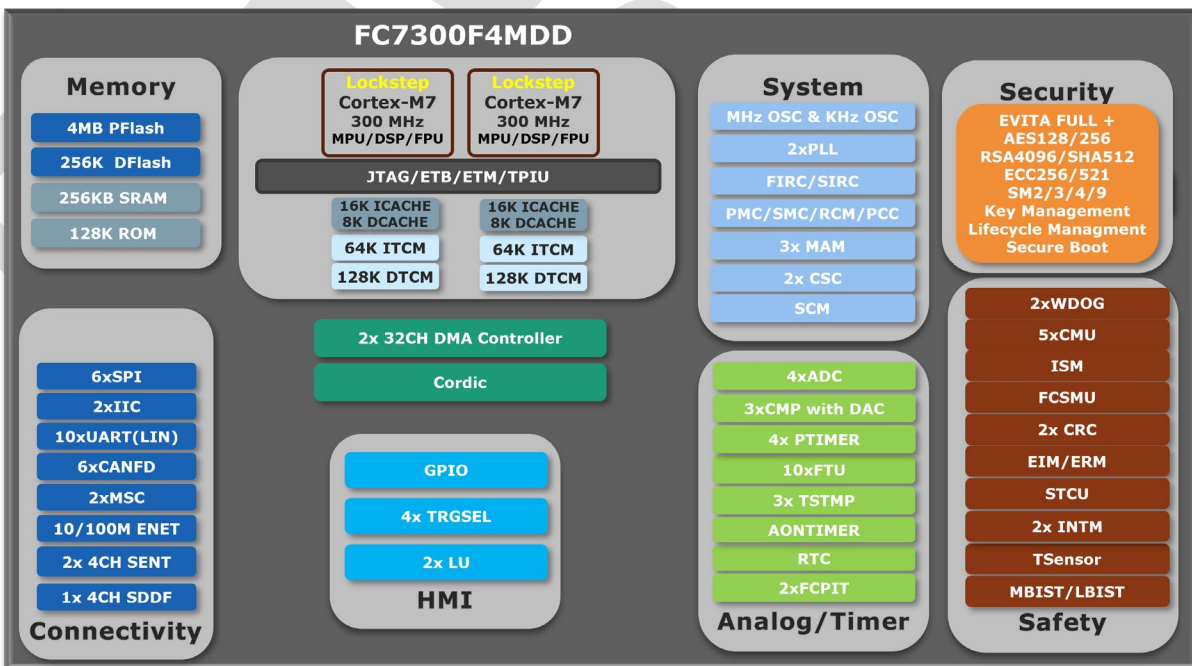 FC7300F4MDD
Memory
4MB PFlash
256K DFlash
256KB SRAM
128K ROM
Lockstep
Cortex-M7
300 MHz
MPU/DSP/FPU
Lockstep
Cortex-M7
300 MHz
MPU/DSP/FPU
JTAG/ETB/ETM/TPIU
16K ICACHE
8K DCACHE
64K ITCM
128K DTCM
16K ICACHE
8K DCACHE
64K ITCM
128K DTCM
System
MHz OSC & KHz OSC
2xPLL
FIRC/SIRC
PMC/SMC/RCM/PCC
3x MAM
2x CSC
SCM
Security
EVITA FULL +
AES128/256
RSA4096/SHA512
ECC256/521
SM2/3/4/9
Key Management
Lifecycle Managment
Secure Boot
6xSPI
2xIIC
10xUART(LIN)
6xCANFD
2xMSC
10/100M ENET
2x 4CH SENT
1x 4CH SDDF
Connectivity
2x 32CH DMA Controller
Cordic
GPIO
4x TRGSEL
2x LU
HMI
4xADC
3xCMP with DAC
4x PTIMER
10xFTU
3x TSTMP
AONTIMER
RTC
2xFCPIT
Analog/Timer
2xWDOG
5xCMU
ISM
FCSMU
2x CRC
EIM/ERM
STCU
2x INTM
TSensor
MBIST/LBIST
Safety